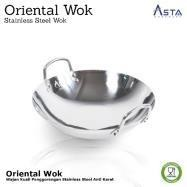 Oriental Wok
Stainless Steel Wok
ASTA
Oriental Wok
Wajan Kuali Penggorengan Stainless Steel Anti Karat